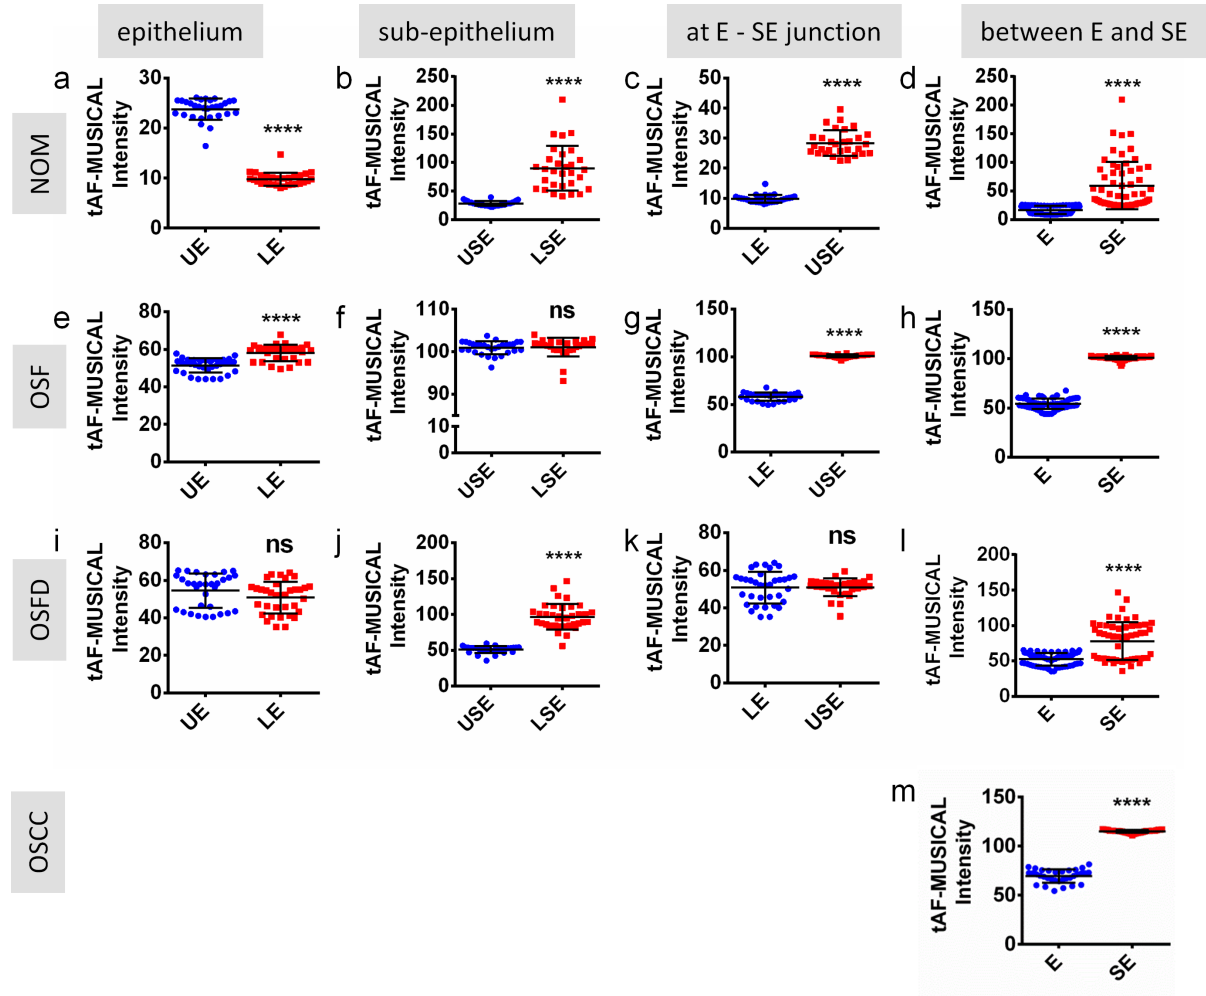 epithelium
sub-epithelium
at E - SE junction
between E and SE
NOM
a
tAF-MUSICAL
Intensity
30
20
10
0
****
UE
LE
b
tAF-MUSICAL
Intensity
250
200
150
100
50
0
****
USE
LSE
c
tAF-MUSICAL
Intensity
50
40
30
20
10
0
****
LE
USE
d
tAF-MUSICAL
Intensity
250
200
150
100
50
0
****
E
SE
OSF
e
tAF-MUSICAL
Intensity
80
60
40
20
0
****
UE
LE
f
tAF-MUSICAL
Intensity
110
100
90
10
0
ns
USE
LSE
g
tAF-MUSICAL
Intensity
150
100
50
0
****
LE
USE
h
tAF-MUSICAL
Intensity
150
100
50
0
****
E
SE
OSFD
i
tAF-MUSICAL
Intensity
80
60
40
20
0
ns
UE
LE
j
tAF-MUSICAL
Intensity
200
150
100
50
0
****
USE
LSE
k
tAF-MUSICAL
Intensity
80
60
40
20
0
ns
LE
USE
l
tAF-MUSICAL
Intensity
200
150
100
50
0
****
E
SE
OSCC
m
tAF-MUSICAL
Intensity
150
100
50
0
****
E
SE